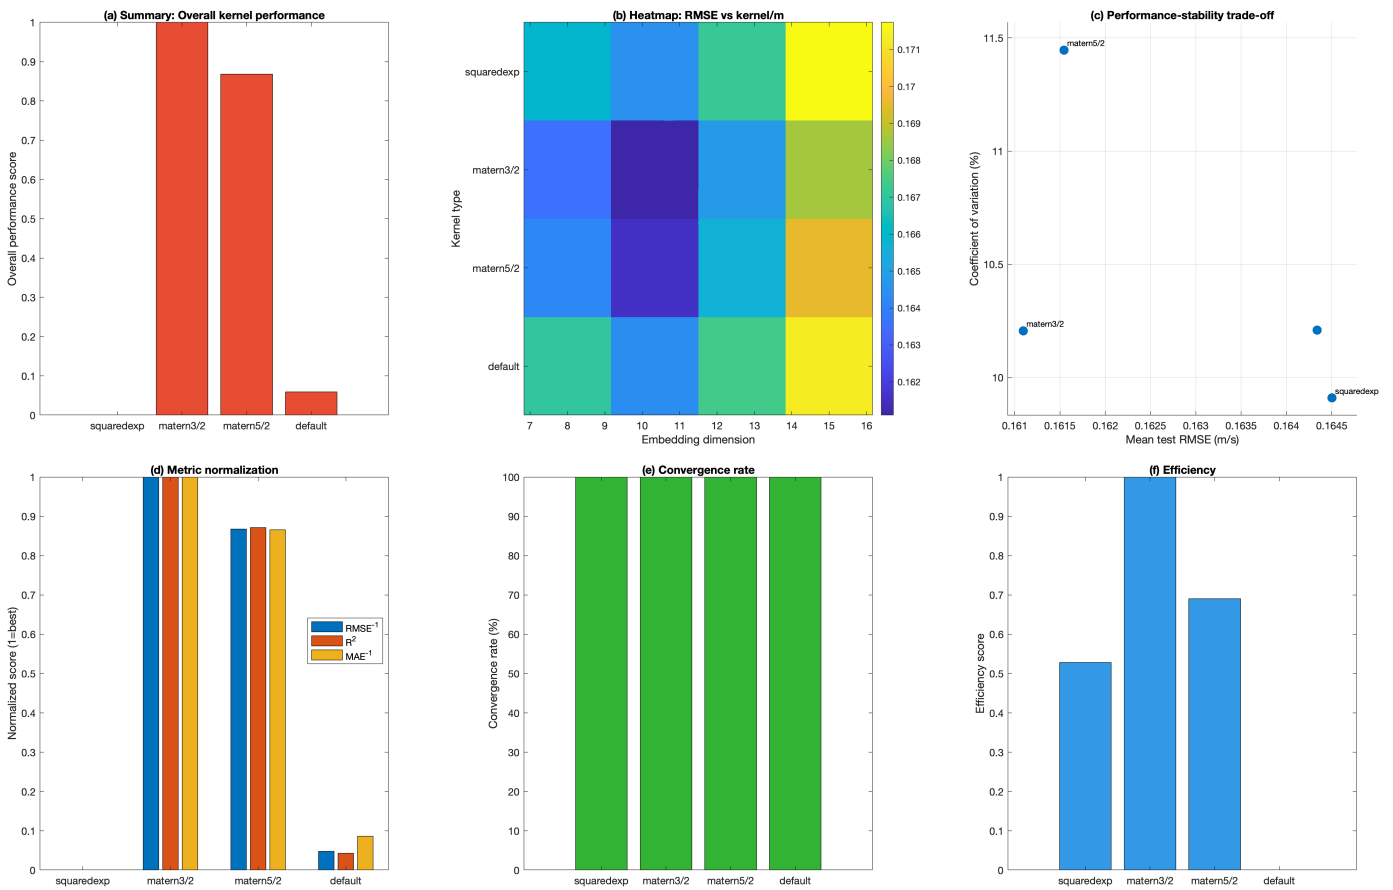 (a) Summary: Overall kernel performance
Overall performance score
1
0.9
0.8
0.7
0.6
0.5
0.4
0.3
0.2
0.1
0
squaredexp matern3/2 matern5/2 default
(b) Heatmap: RMSE vs kernel/m
Kernel type
squaredexp
matern3/2
matern5/2
default
7 8 9 10 11 12 13 14 15 16
Embedding dimension
0.171
0.17
0.169
0.168
0.167
0.166
0.165
0.164
0.163
0.162
(c) Performance-stability trade-off
Coefficient of variation (%)
11.5
11
10.5
10
matern5/2
matern3/2
squaredexp
0.161 0.1615 0.162 0.1625 0.163 0.1635 0.164 0.1645
Mean test RMSE (m/s)
(d) Metric normalization
Normalized score (1=best)
1
0.9
0.8
0.7
0.6
0.5
0.4
0.3
0.2
0.1
0
RMSE⁻¹
R²
MAE⁻¹
squaredexp matern3/2 matern5/2 default
(e) Convergence rate
Convergence rate (%)
100
90
80
70
60
50
40
30
20
10
0
squaredexp matern3/2 matern5/2 default
(f) Efficiency
Efficiency score
1
0.9
0.8
0.7
0.6
0.5
0.4
0.3
0.2
0.1
0
squaredexp matern3/2 matern5/2 default